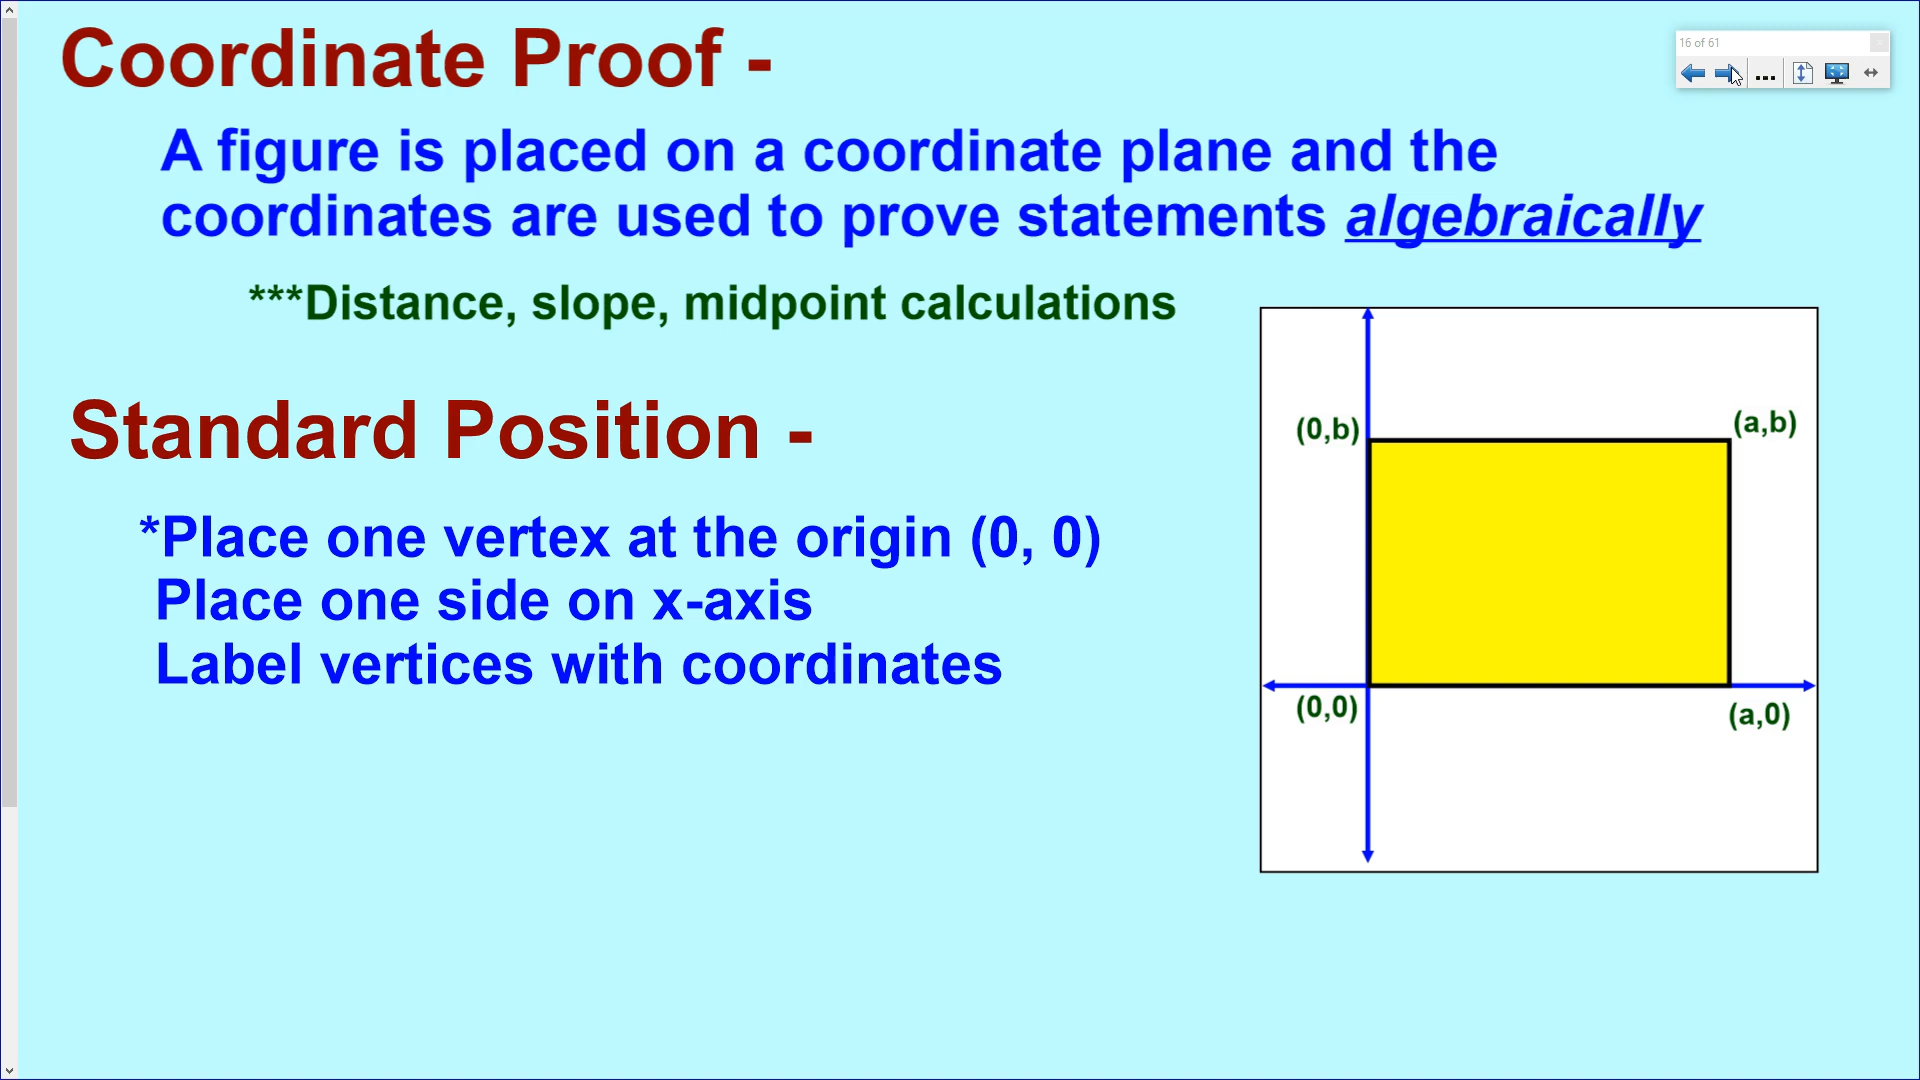 Coordinate Proof -
16 of 61
...
A figure is placed on a coordinate plane and the
coordinates are used to prove statements algebraically
***Distance, slope, midpoint calculations
Standard Position -
*Place one vertex at the origin (0, 0)
Place one side on x-axis
Label vertices with coordinates
(0,b)
(a,b)
(0,0)
(a,0)